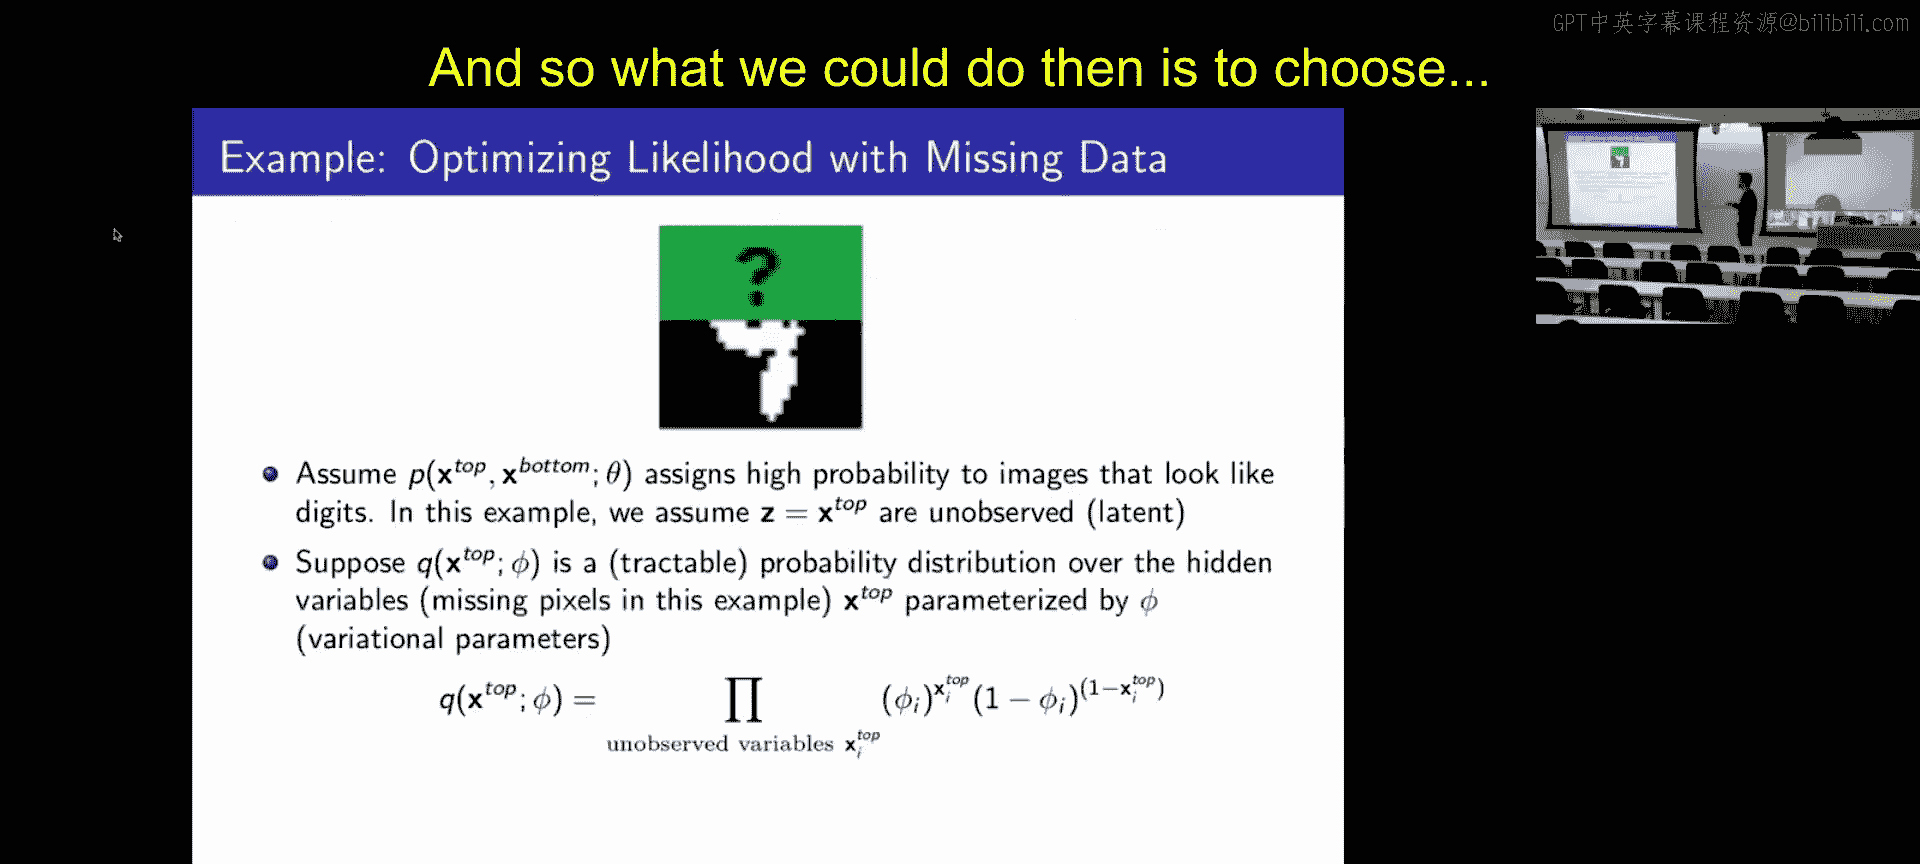 GPT中英字幕课程资源@bilibili.com
And so what we could do then is to choose...
Example: Optimizing Likelihood with Missing Data
?
Assume p(x^top, x^bottom; θ) assigns high probability to images that look like
digits. In this example, we assume z = x^top are unobserved (latent)
Suppose q(x^top; ϕ) is a (tractable) probability distribution over the hidden
variables (missing pixels in this example) x^top parameterized by ϕ
(variational parameters)
q(x^top; ϕ) = ∏ (ϕ_i)^{x_i^top} (1 − ϕ_i)^{(1−x_i^top)}
unobserved variables x_i^top